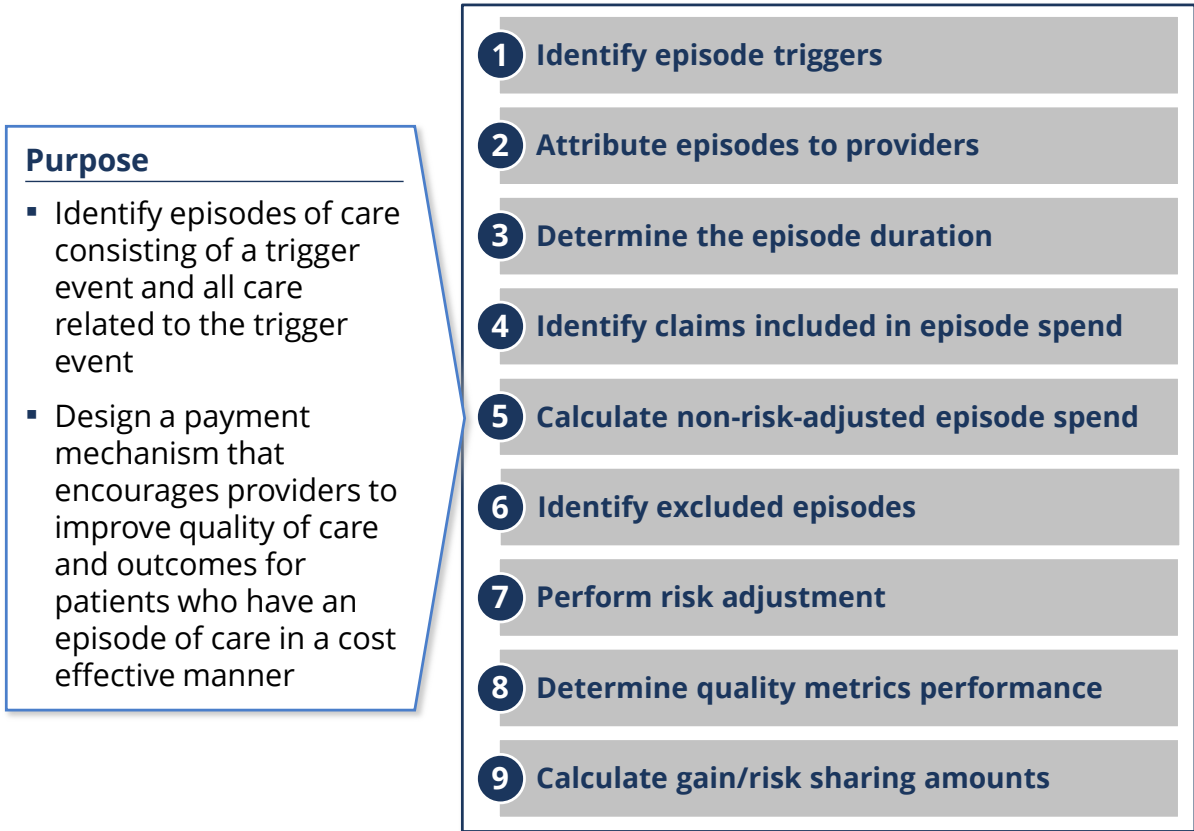 Purpose
▪ Identify episodes of care
consisting of a trigger
event and all care
related to the trigger
event
▪ Design a payment
mechanism that
encourages providers to
improve quality of care
and outcomes for
patients who have an
episode of care in a cost
effective manner
1 Identify episode triggers
2 Attribute episodes to providers
3 Determine the episode duration
4 Identify claims included in episode spend
5 Calculate non-risk-adjusted episode spend
6 Identify excluded episodes
7 Perform risk adjustment
8 Determine quality metrics performance
9 Calculate gain/risk sharing amounts